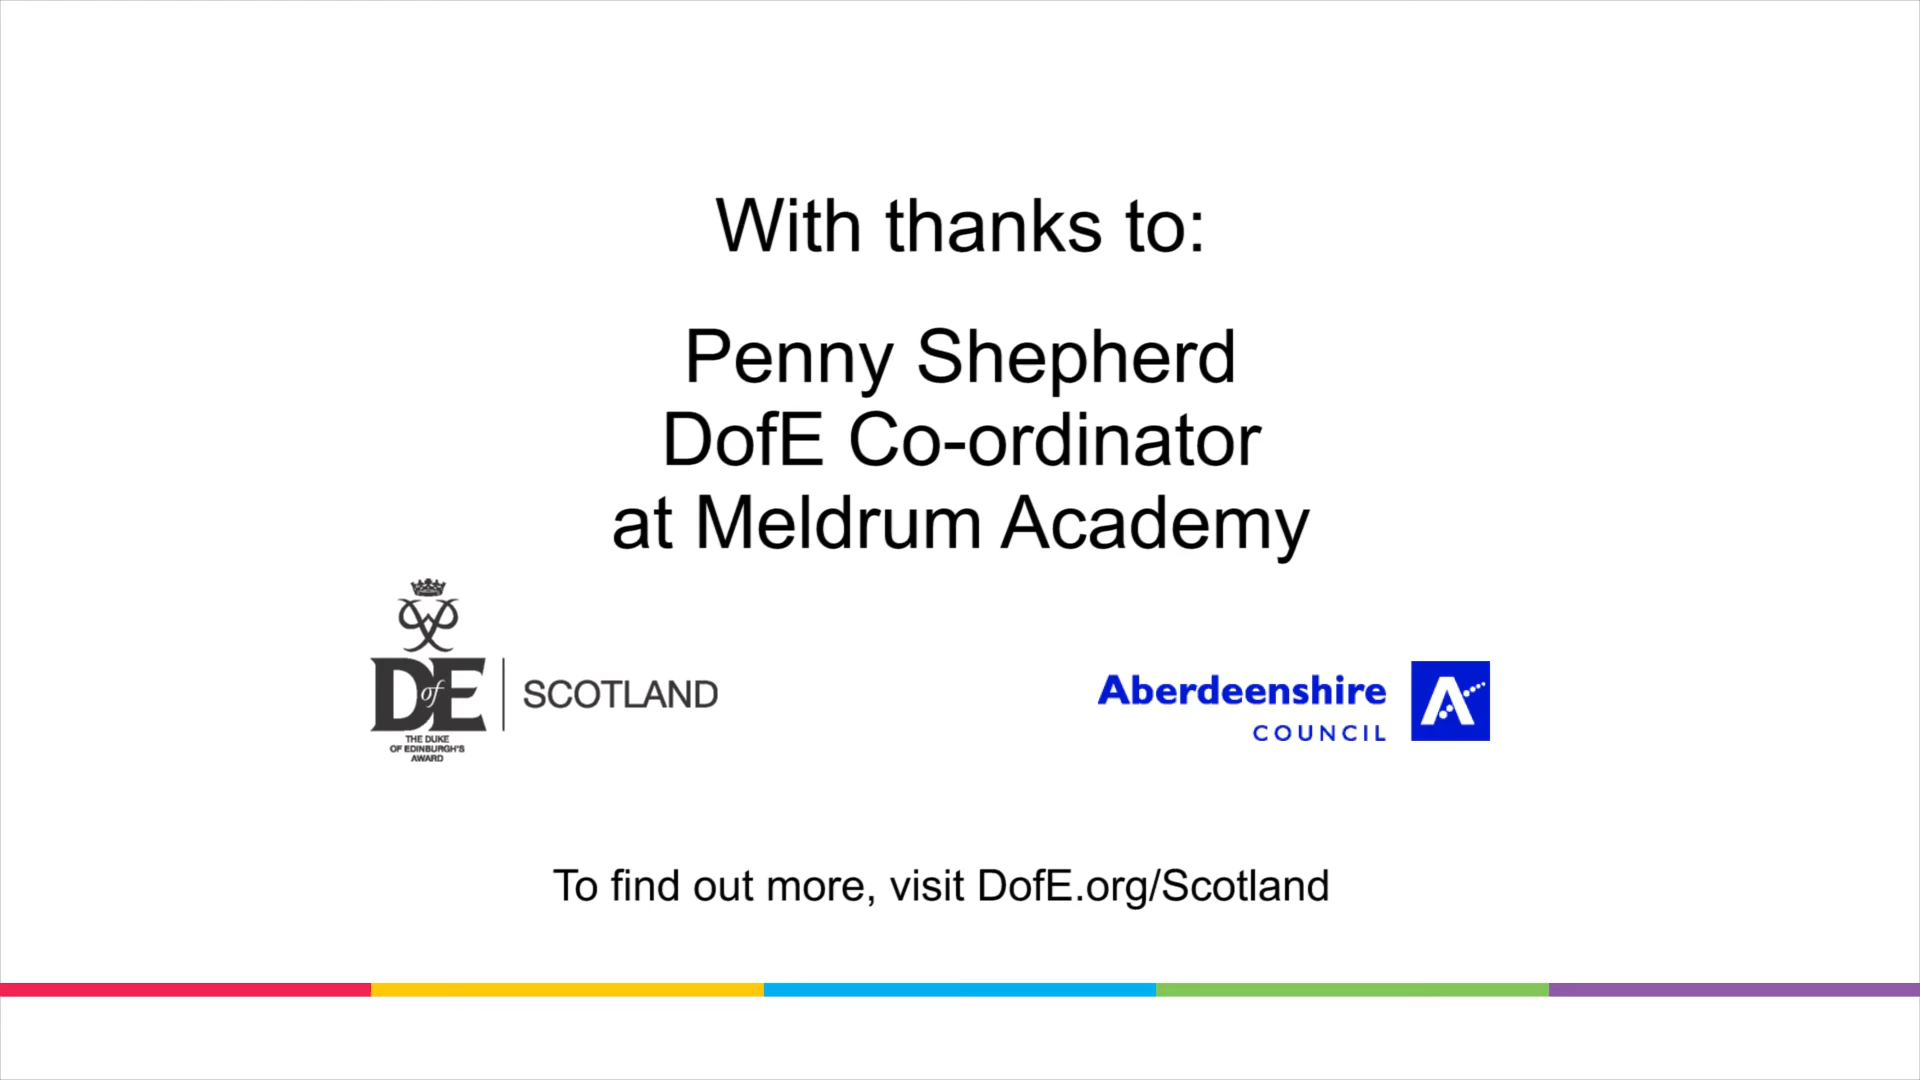 With thanks to:
Penny Shepherd
DofE Co-ordinator
at Meldrum Academy
DofE
THE DUKE
OF EDINBURGH'S
AWARD
SCOTLAND
Aberdeenshire
COUNCIL
A
To find out more, visit DofE.org/Scotland